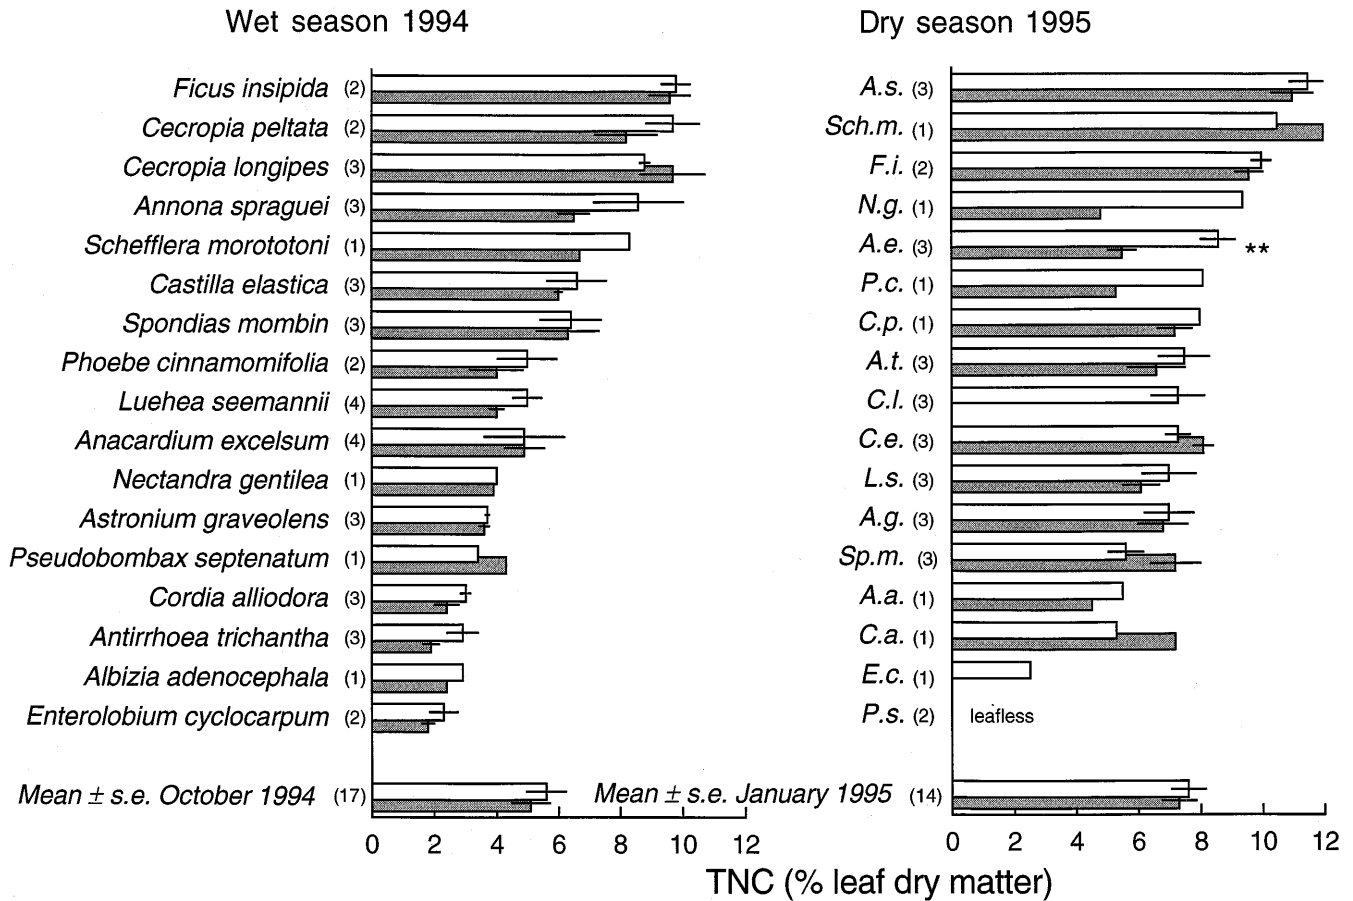 Wet season 1994
Ficus insipida (2)
Cecropia peltata (2)
Cecropia longipes (3)
Annona spraguei (3)
Schefflera morototoni (1)
Castilla elastica (3)
Spondias mombin (3)
Phoebe cinnamomifolia (2)
Luehea seemannii (4)
Anacardium excelsum (4)
Nectandra gentilea (1)
Astronium graveolens (3)
Pseudobombax septenatum (1)
Cordia alliodora (3)
Antirrhoea trichantha (3)
Albizia adenocephala (1)
Enterolobium cyclocarpum (2)
Mean ± s.e. October 1994 (17)
0 2 4 6 8 10 12
Dry season 1995
A.s. (3)
Sch.m. (1)
F.i. (2)
N.g. (1)
A.e. (3) **
P.c. (1)
C.p. (1)
A.t. (3)
C.l. (3)
C.e. (3)
L.s. (3)
A.g. (3)
Sp.m. (3)
A.a. (1)
C.a. (1)
E.c. (1)
P.s. (2) leafless
Mean ± s.e. January 1995 (14)
0 2 4 6 8 10 12
TNC (% leaf dry matter)